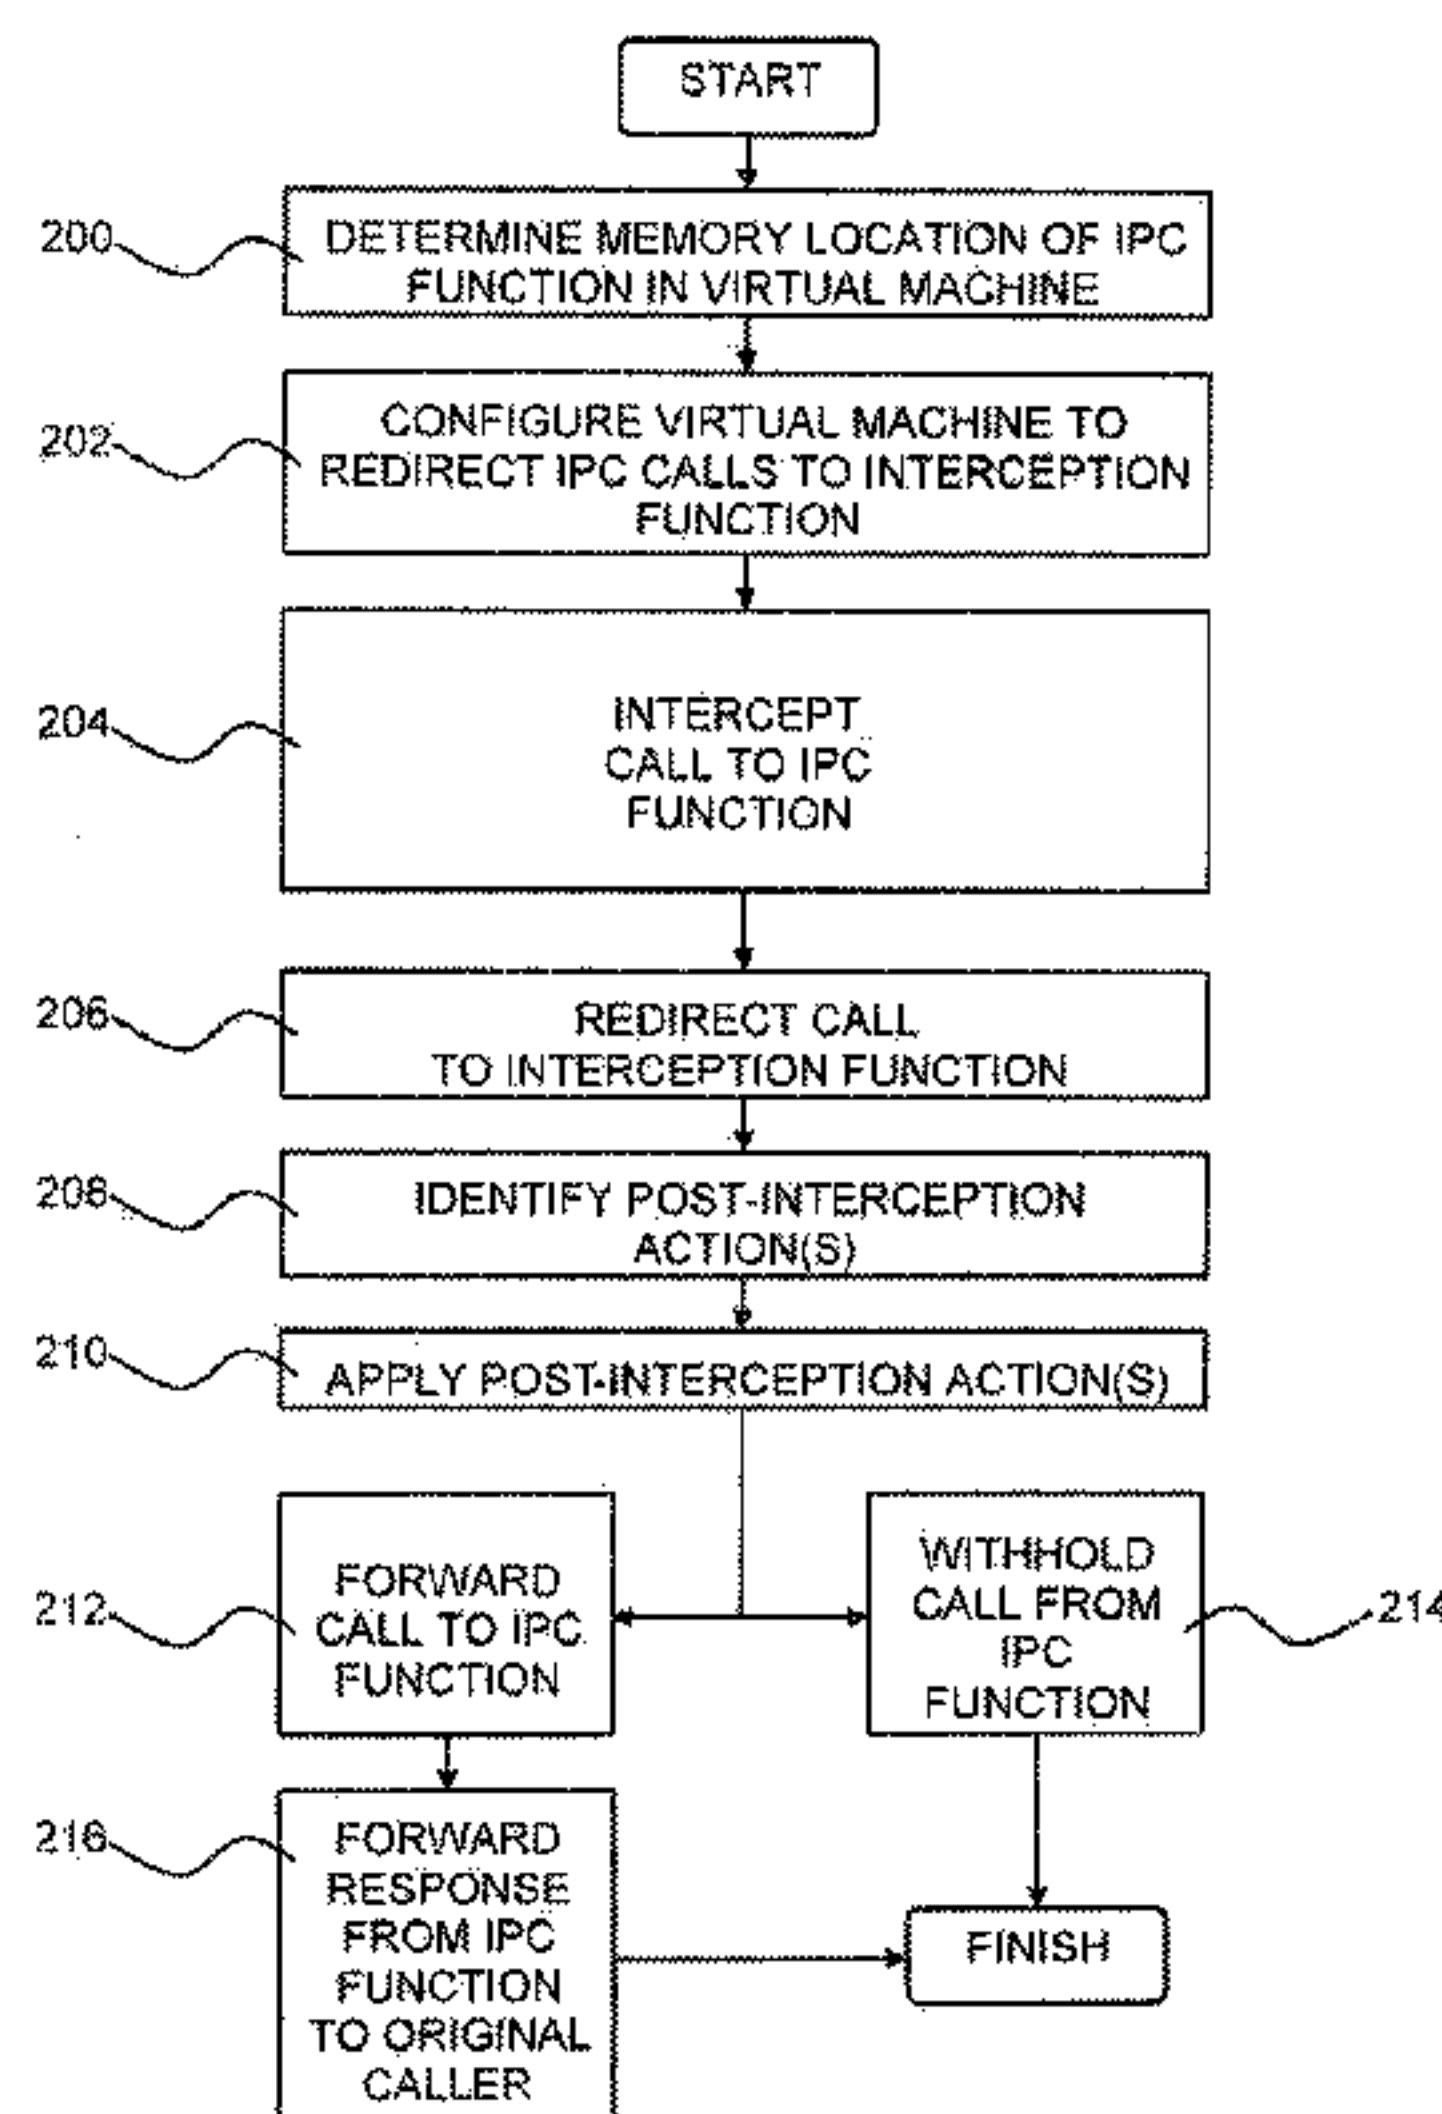 START
200
DETERMINE MEMORY LOCATION OF IPC
FUNCTION IN VIRTUAL MACHINE
202
CONFIGURE VIRTUAL MACHINE TO
REDIRECT IPC CALLS TO INTERCEPTION
FUNCTION
204
INTERCEPT
CALL TO IPC
FUNCTION
206
REDIRECT CALL
TO INTERCEPTION FUNCTION
208
IDENTIFY POST-INTERCEPTION
ACTION(S)
210
APPLY POST-INTERCEPTION ACTION(S)
212
FORWARD
CALL TO IPC
FUNCTION
WITHHOLD
CALL FROM
IPC
FUNCTION
214
216
FORWARD
RESPONSE
FROM IPC
FUNCTION
TO ORIGINAL
CALLER
FINISH